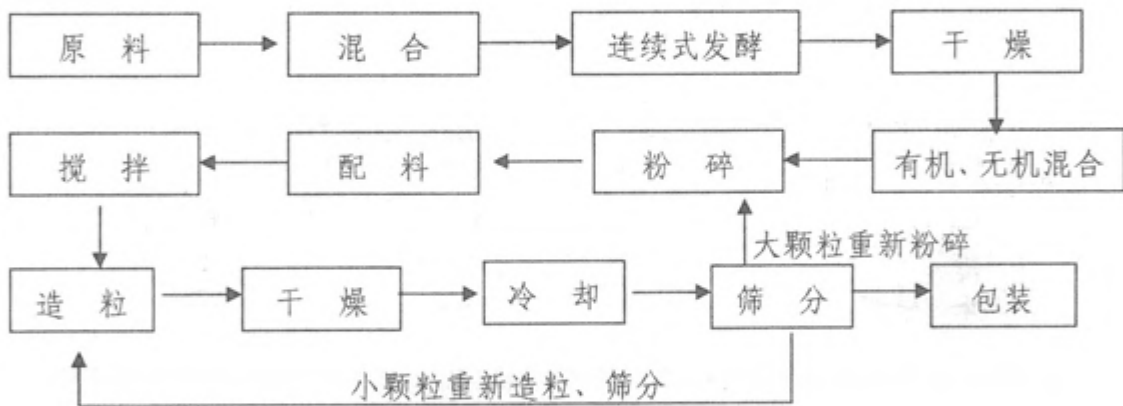 原料 混合 连续式发酵 干燥
搅拌 配料 粉碎 有机、无机混合
大颗粒重新粉碎
造粒 干燥 冷却 筛分 包装
小颗粒重新造粒、筛分